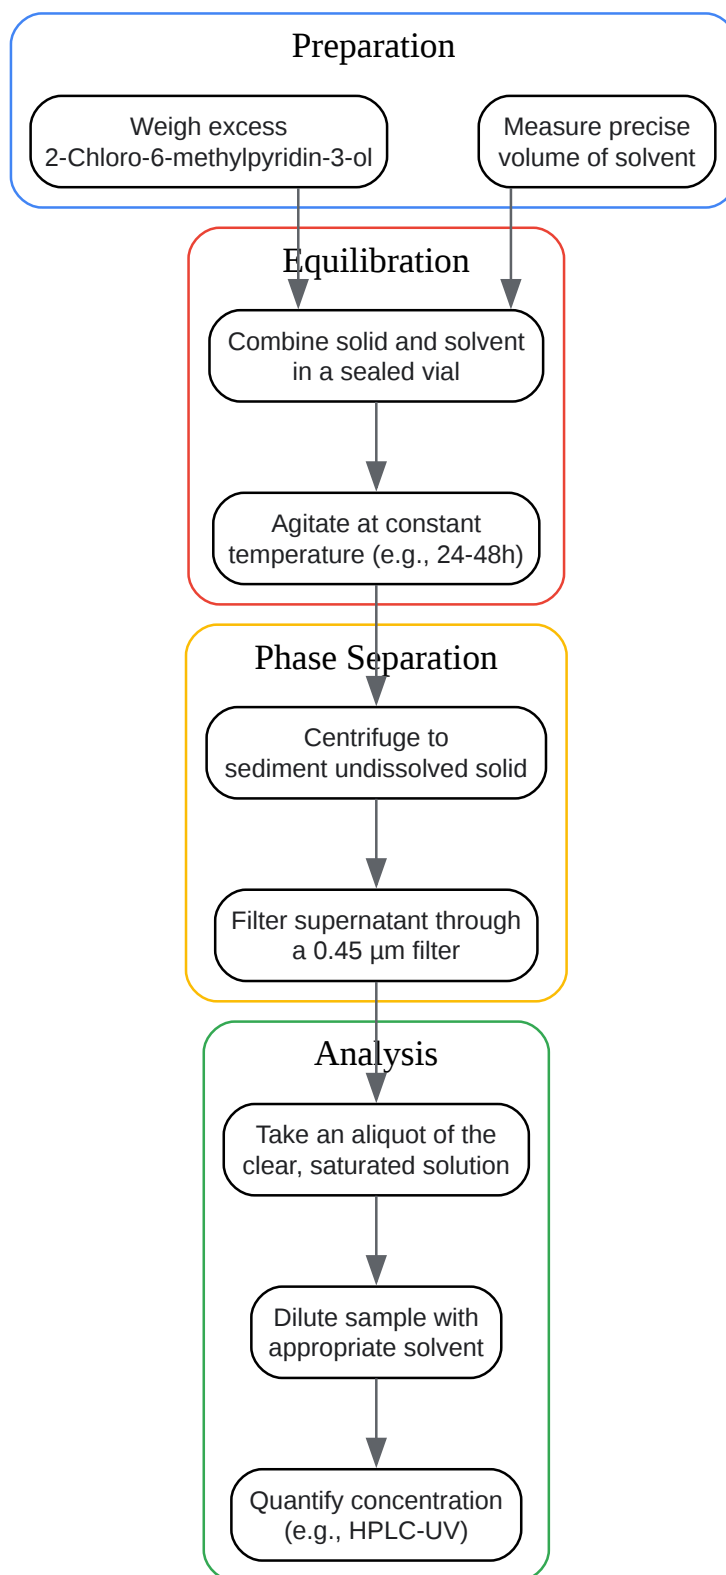 Preparation
Weigh excess
2-Chloro-6-methylpyridin-3-ol
Measure precise
volume of solvent
Equilibration
Combine solid and solvent
in a sealed vial
Agitate at constant
temperature (e.g., 24-48h)
Phase Separation
Centrifuge to
sediment undissolved solid
Filter supernatant through
a 0.45 µm filter
Analysis
Take an aliquot of the
clear, saturated solution
Dilute sample with
appropriate solvent
Quantify concentration
(e.g., HPLC-UV)